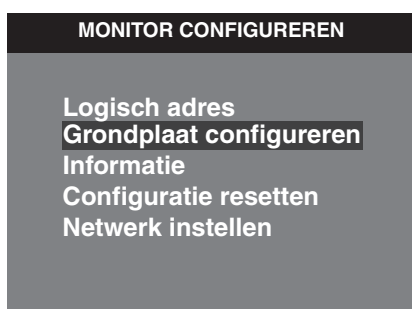 MONITOR CONFIGUREREN
Logisch adres
Grondplaat configureren
Informatie
Configuratie resetten
Netwerk instellen